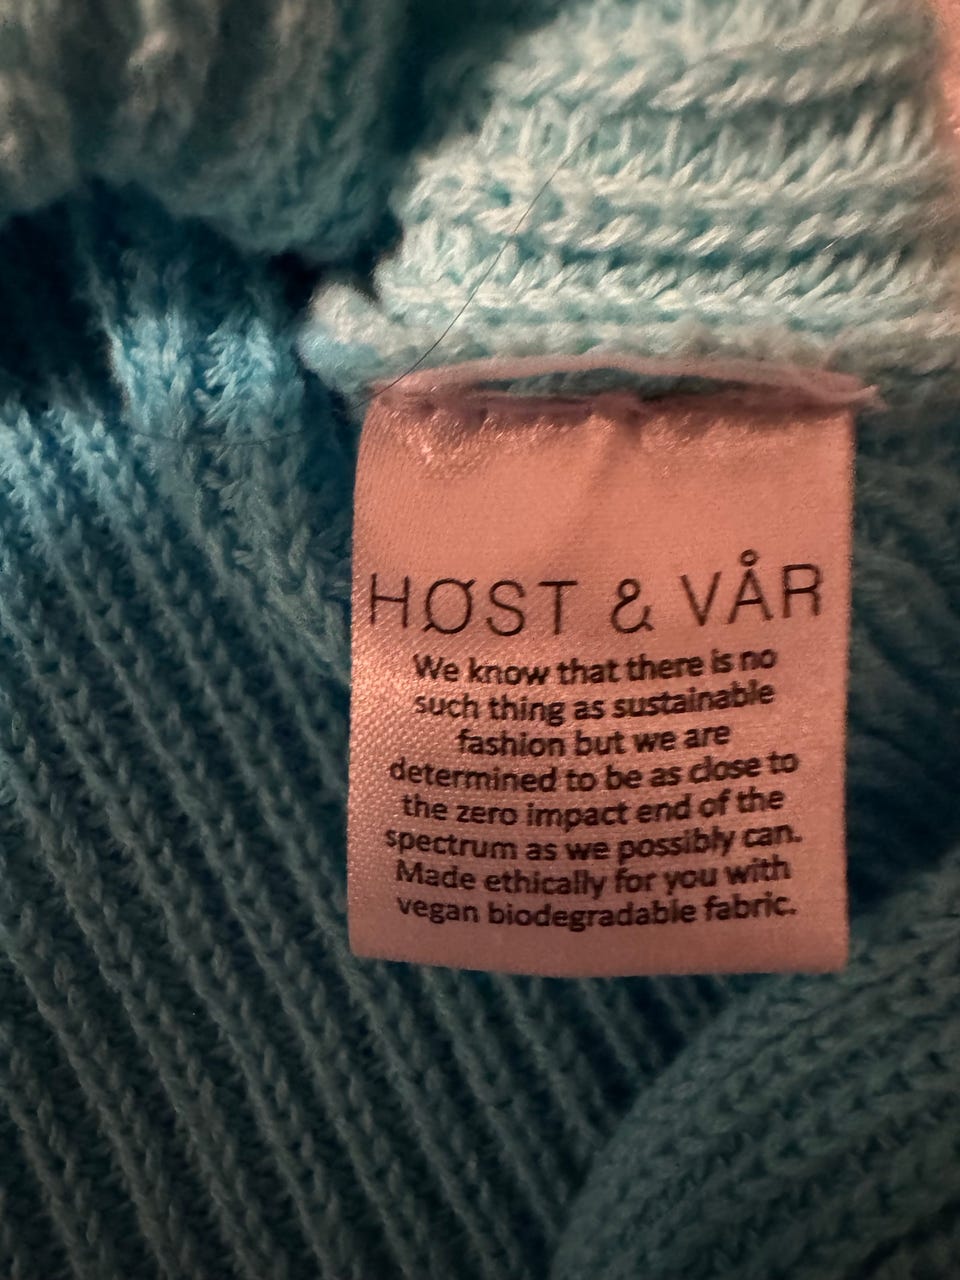 HØST & VÅR
We know that there is no
such thing as sustainable
fashion but we are
determined to be as close to
the zero impact end of the
spectrum as we possibly can.
Made ethically for you with
vegan biodegradable fabric.